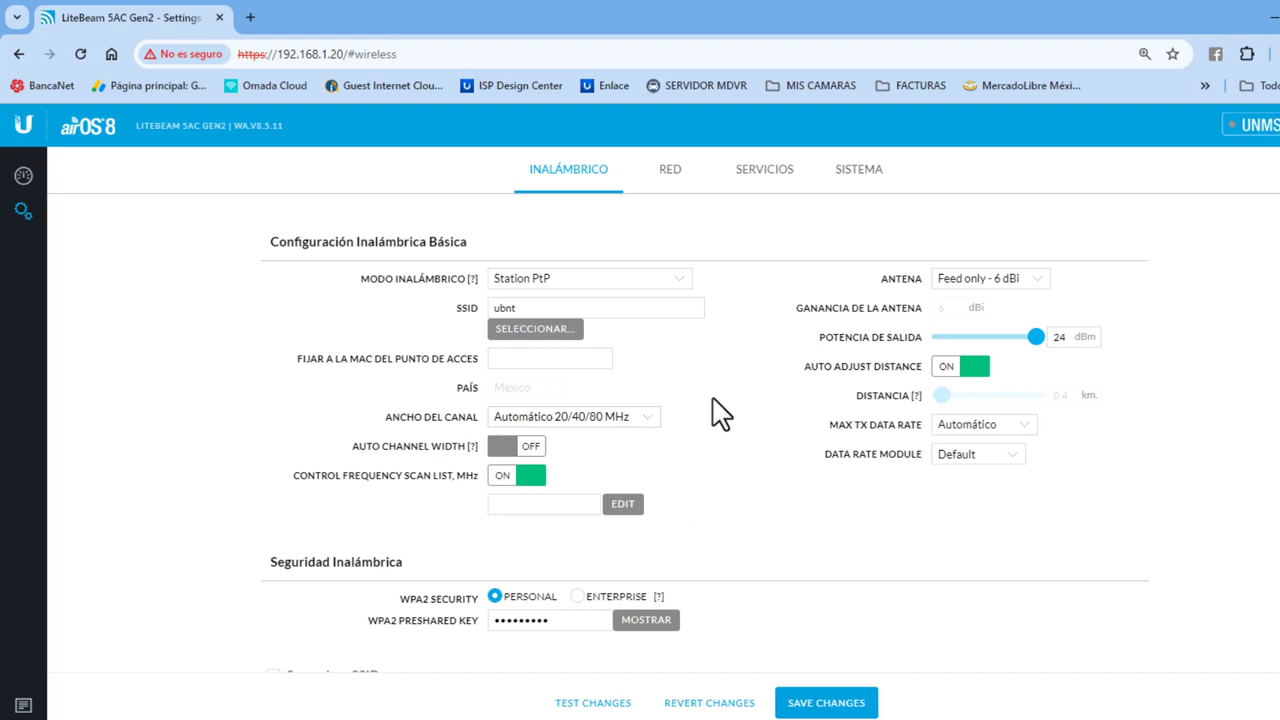 LiteBeam 5AC Gen2 - Settings
No es seguro
https://192.168.1.20/#wireless
BancaNet
Página principal: G...
Omada Cloud
Guest Internet Clou...
ISP Design Center
Enlace
SERVIDOR MDVR
MIS CAMARAS
FACTURAS
MercadoLibre Méxi...
»
Todo
airOS 8
LITEBEAM 5AC GEN2 | WA.V8.5.11
UNMS
INALÁMBRICO
RED
SERVICIOS
SISTEMA
Configuración Inalámbrica Básica
MODO INALÁMBRICO [?]
Station PtP
SSID
ubnt
SELECCIONAR...
FIJAR A LA MAC DEL PUNTO DE ACCES
PAÍS
Mexico
ANCHO DEL CANAL
Automático 20/40/80 MHz
AUTO CHANNEL WIDTH [?]
OFF
CONTROL FREQUENCY SCAN LIST, MHz
ON
EDIT
ANTENA
Feed only - 6 dBi
GANANCIA DE LA ANTENA
6 dBi
POTENCIA DE SALIDA
24 dBm
AUTO ADJUST DISTANCE
ON
DISTANCIA [?]
0.4 km.
MAX TX DATA RATE
Automático
DATA RATE MODULE
Default
Seguridad Inalámbrica
WPA2 SECURITY
PERSONAL
ENTERPRISE [?]
WPA2 PRESHARED KEY
•••••••••
MOSTRAR
TEST CHANGES
REVERT CHANGES
SAVE CHANGES